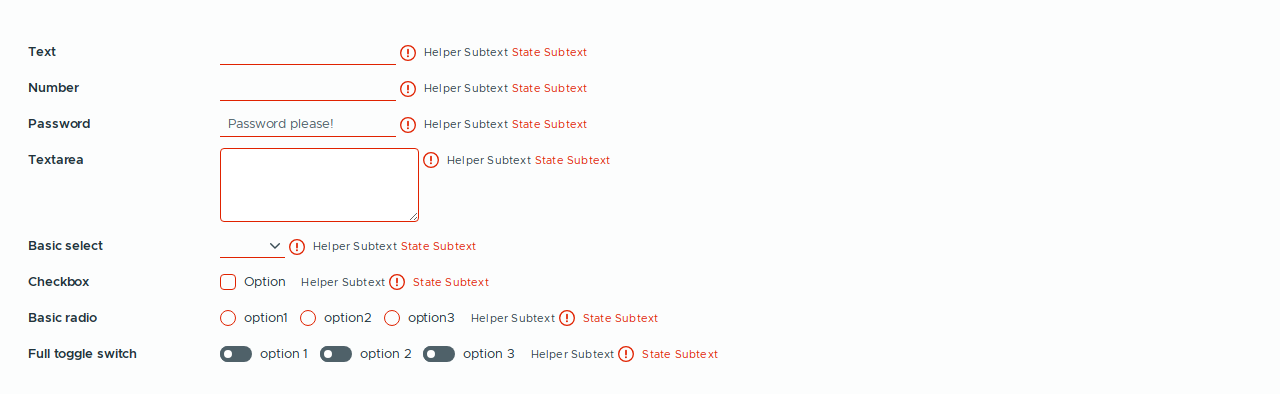 Text Helper Subtext State Subtext
Number Helper Subtext State Subtext
Password Password please! Helper Subtext State Subtext
Textarea Helper Subtext State Subtext
Basic select Helper Subtext State Subtext
Checkbox Option Helper Subtext State Subtext
Basic radio option1 option2 option3 Helper Subtext State Subtext
Full toggle switch option 1 option 2 option 3 Helper Subtext State Subtext